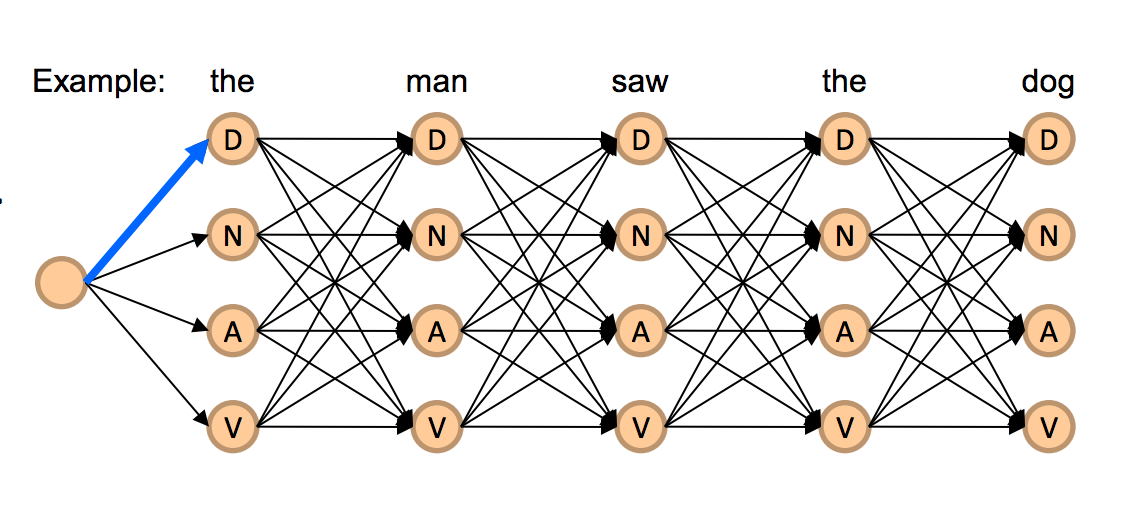 Example: the man saw the dog
D D D D D
N N N N N
A A A A A
V V V V V